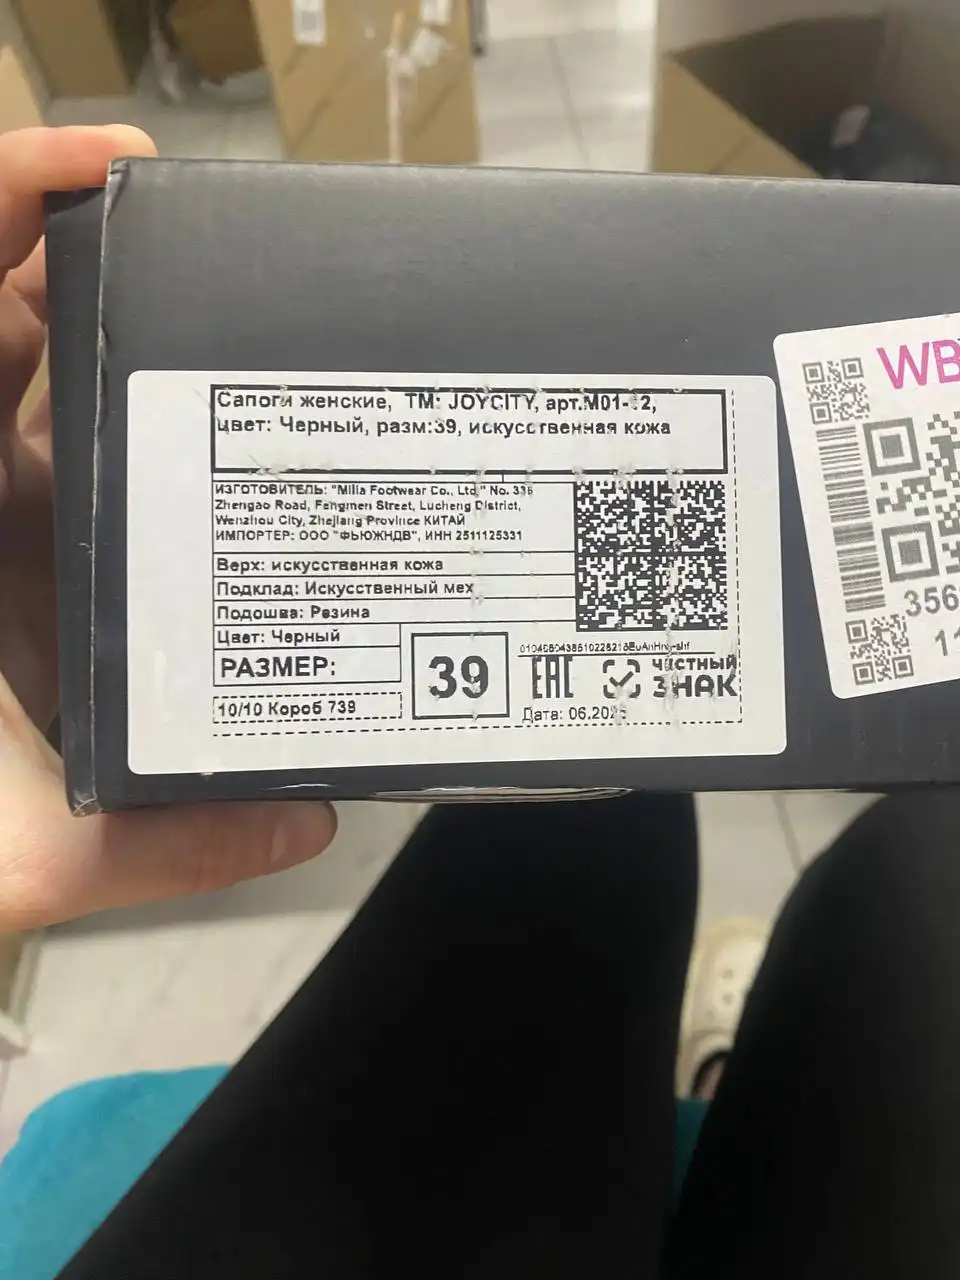 Сапоги женские, ТМ: JOYCITY,
цвет: Черный, разм:39, искусственная кожа
ИЗГОТОВИТЕЛЬ: "Milla Footwear Co., Ltd," No.
Zhengao Road, Fengmen Street, Lucheng District,
Wenzhou City, Zhejiang Province КИТАЙ
ИМПОРТЕР: ООО "ФЬЮЖНДВ", ИНН 2511125331
Верх: искусственная кожа
Подклад: Искусственный мех
Подошва: Резина
Цвет: Черный
РАЗМЕР:
39
10/10 Короб 739
EAC
ЧЕСТНЫЙ
ЗНАК
Дата:
WB